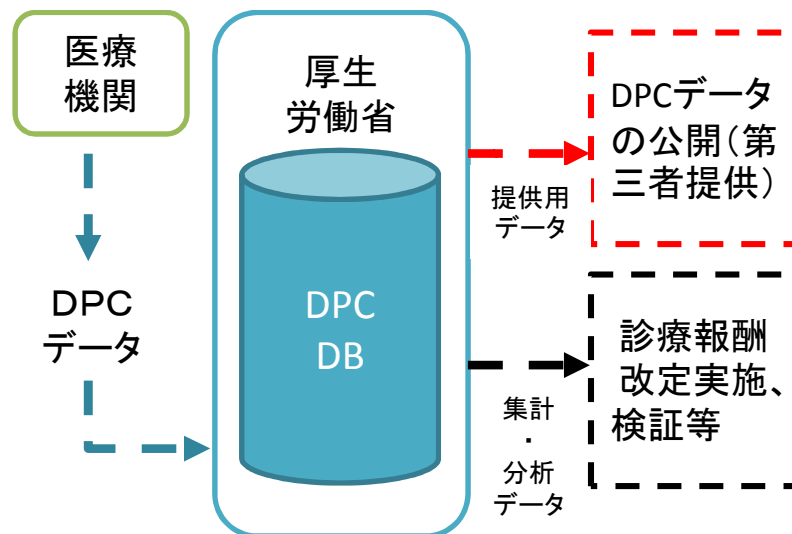 医療
機関
DPC
データ
厚生
労働省
DPC
DB
提供用
データ
集計
・
分析
データ
DPCデータ
の公開(第
三者提供)
診療報酬
改定実施、
検証等